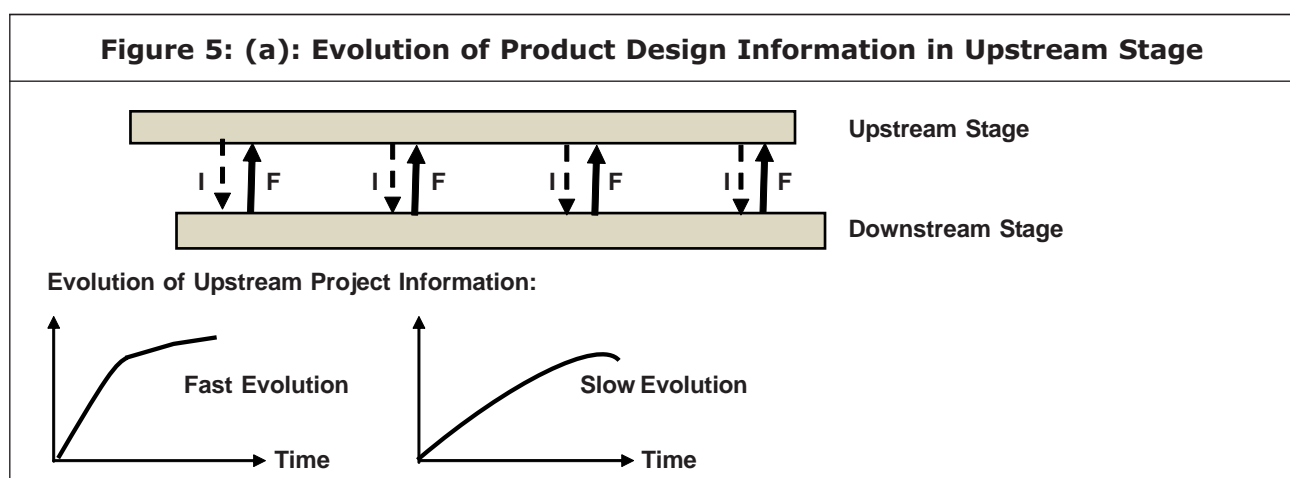 Figure 5: (a): Evolution of Product Design Information in Upstream Stage
Upstream Stage
I F I F I F I F
Downstream Stage
Evolution of Upstream Project Information:
Fast Evolution
Slow Evolution
Time
Time